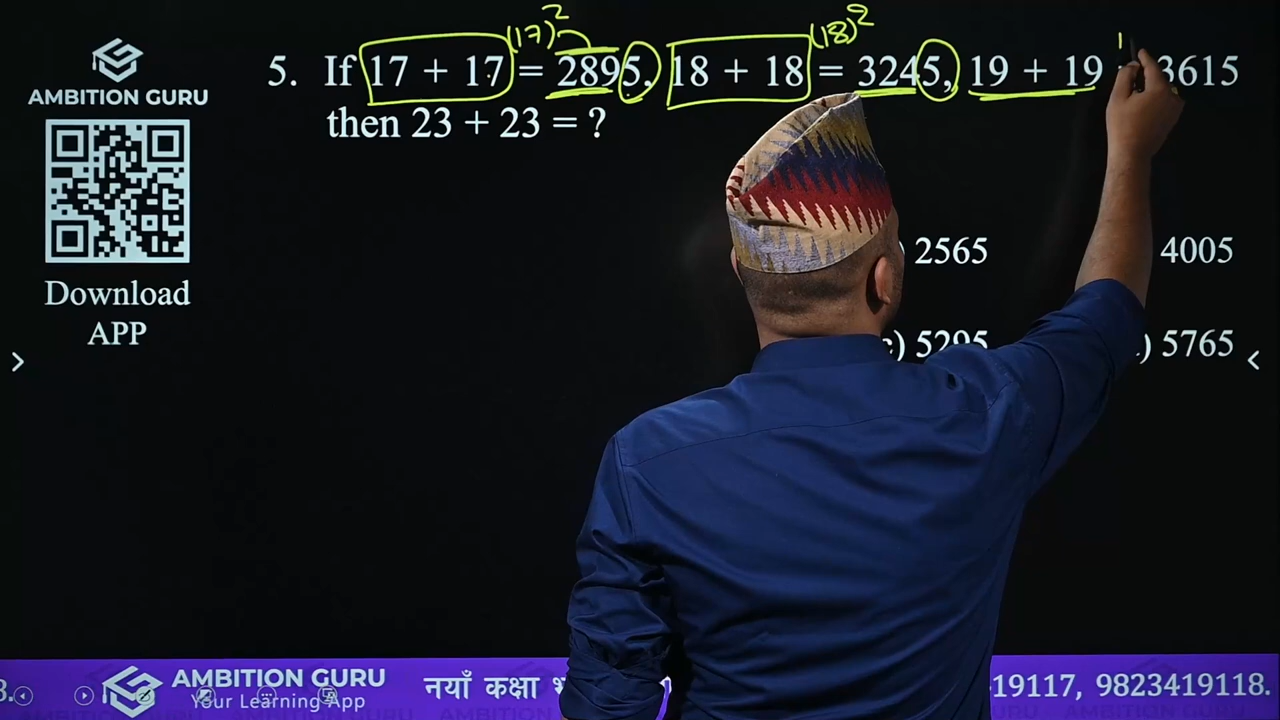 (17)² (18)² 1
5. If 17 + 17 = 2895, 18 + 18 = 3245, 19 + 19 3615
then 23 + 23 = ?
AMBITION GURU
Download
APP
) 2565 4005
c) 5295 ) 5765
AMBITION GURU
Your Learning App
नयाँ कक्षा
19117, 9823419118.